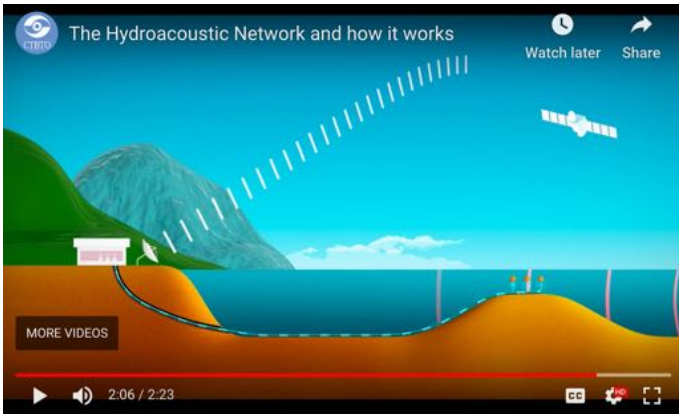 CTBTO
The Hydroacoustic Network and how it works
Watch later
Share
MORE VIDEOS
2:06 / 2:23
CC
HD